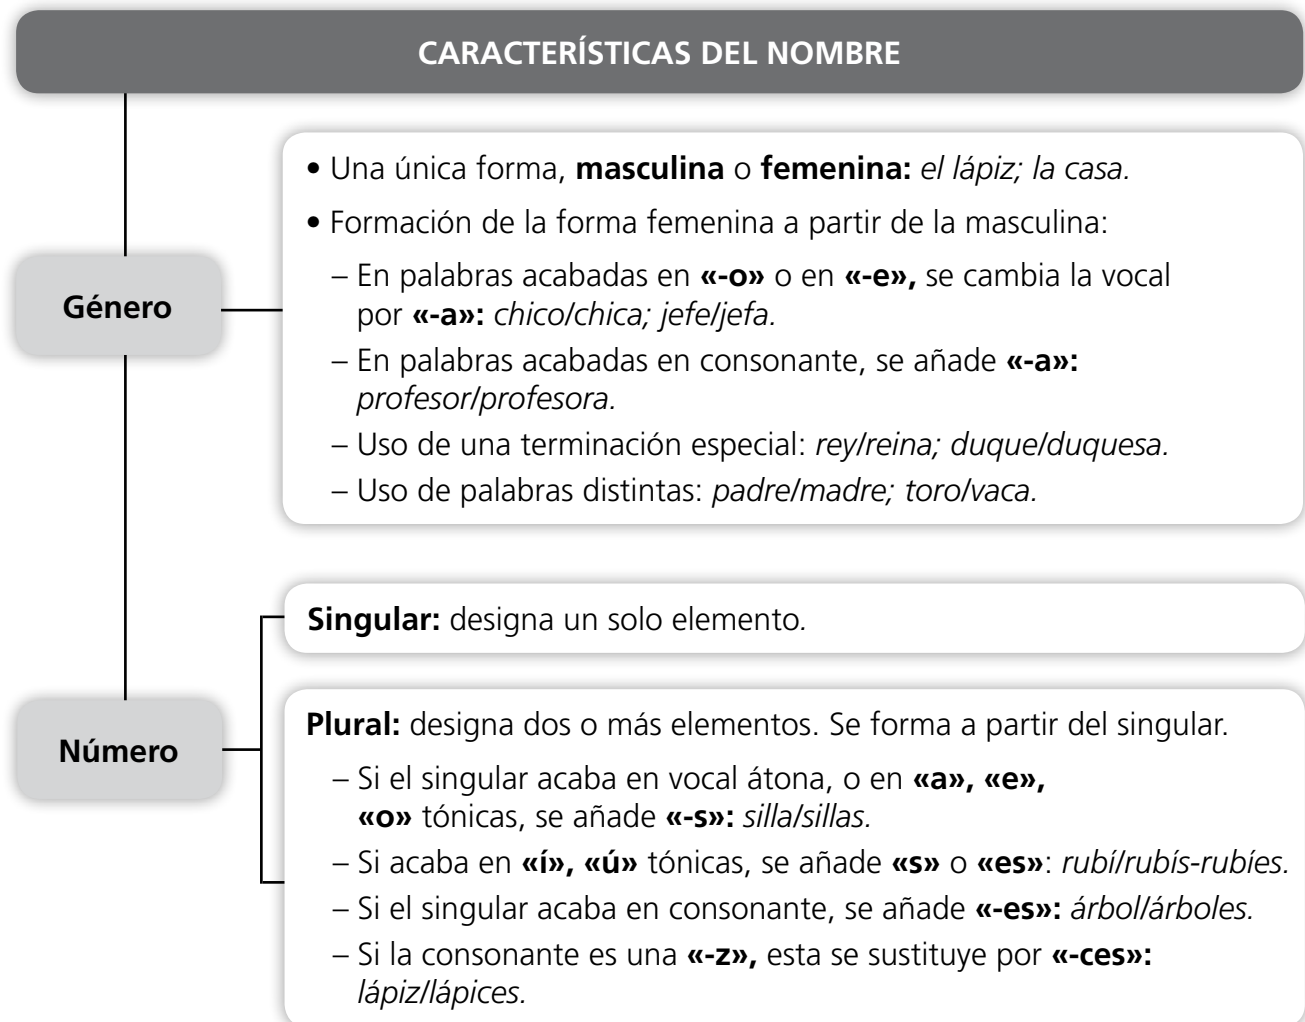 CARACTERÍSTICAS DEL NOMBRE
Género
• Una única forma, masculina o femenina: el lápiz; la casa.
• Formación de la forma femenina a partir de la masculina:
– En palabras acabadas en «-o» o en «-e», se cambia la vocal
por «-a»: chico/chica; jefe/jefa.
– En palabras acabadas en consonante, se añade «-a»:
profesor/profesora.
– Uso de una terminación especial: rey/reina; duque/duquesa.
– Uso de palabras distintas: padre/madre; toro/vaca.
Número
Singular: designa un solo elemento.
Plural: designa dos o más elementos. Se forma a partir del singular.
– Si el singular acaba en vocal átona, o en «a», «e»,
«o» tónicas, se añade «-s»: silla/sillas.
– Si acaba en «í», «ú» tónicas, se añade «s» o «es»: rubí/rubís-rubíes.
– Si el singular acaba en consonante, se añade «-es»: árbol/árboles.
– Si la consonante es una «-z», esta se sustituye por «-ces»:
lápiz/lápices.